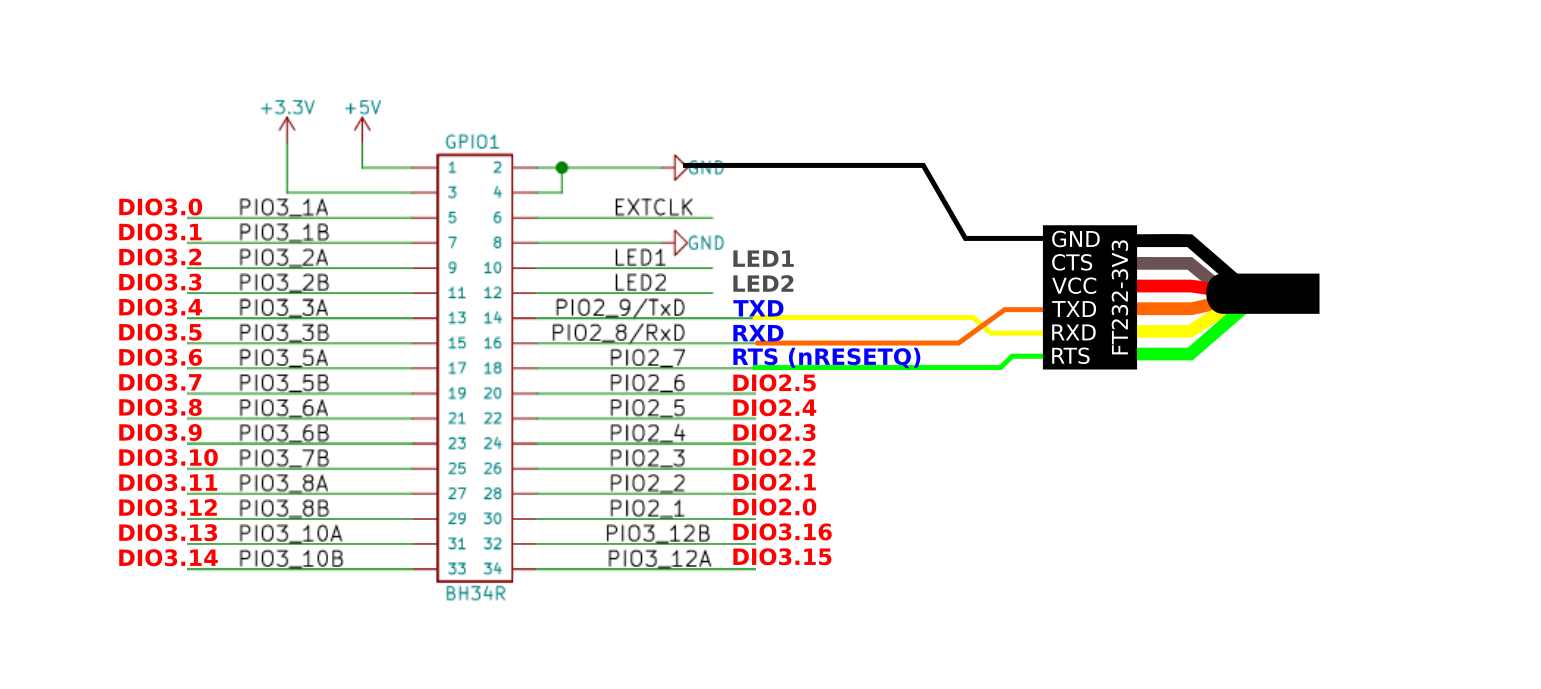 +3.3V +5V
GPIO1
1 2 GND
3 4
DIO3.0 PIO3_1A 5 6 EXTCLK
DIO3.1 PIO3_1B 7 8 GND
DIO3.2 PIO3_2A 9 10 LED1 LED1
DIO3.3 PIO3_2B 11 12 LED2 LED2
DIO3.4 PIO3_3A 13 14 PIO2_9/TxD TXD
DIO3.5 PIO3_3B 15 16 PIO2_8/RxD RXD
DIO3.6 PIO3_5A 17 18 PIO2_7 RTS (nRESETQ)
DIO3.7 PIO3_5B 19 20 PIO2_6 DIO2.5
DIO3.8 PIO3_6A 21 22 PIO2_5 DIO2.4
DIO3.9 PIO3_6B 23 24 PIO2_4 DIO2.3
DIO3.10 PIO3_7B 25 26 PIO2_3 DIO2.2
DIO3.11 PIO3_8A 27 28 PIO2_2 DIO2.1
DIO3.12 PIO3_8B 29 30 PIO2_1 DIO2.0
DIO3.13 PIO3_10A 31 32 PIO3_12B DIO3.16
DIO3.14 PIO3_10B 33 34 PIO3_12A DIO3.15
BH34R
GND
CTS
VCC
TXD
RXD
RTS
FT232-3V3